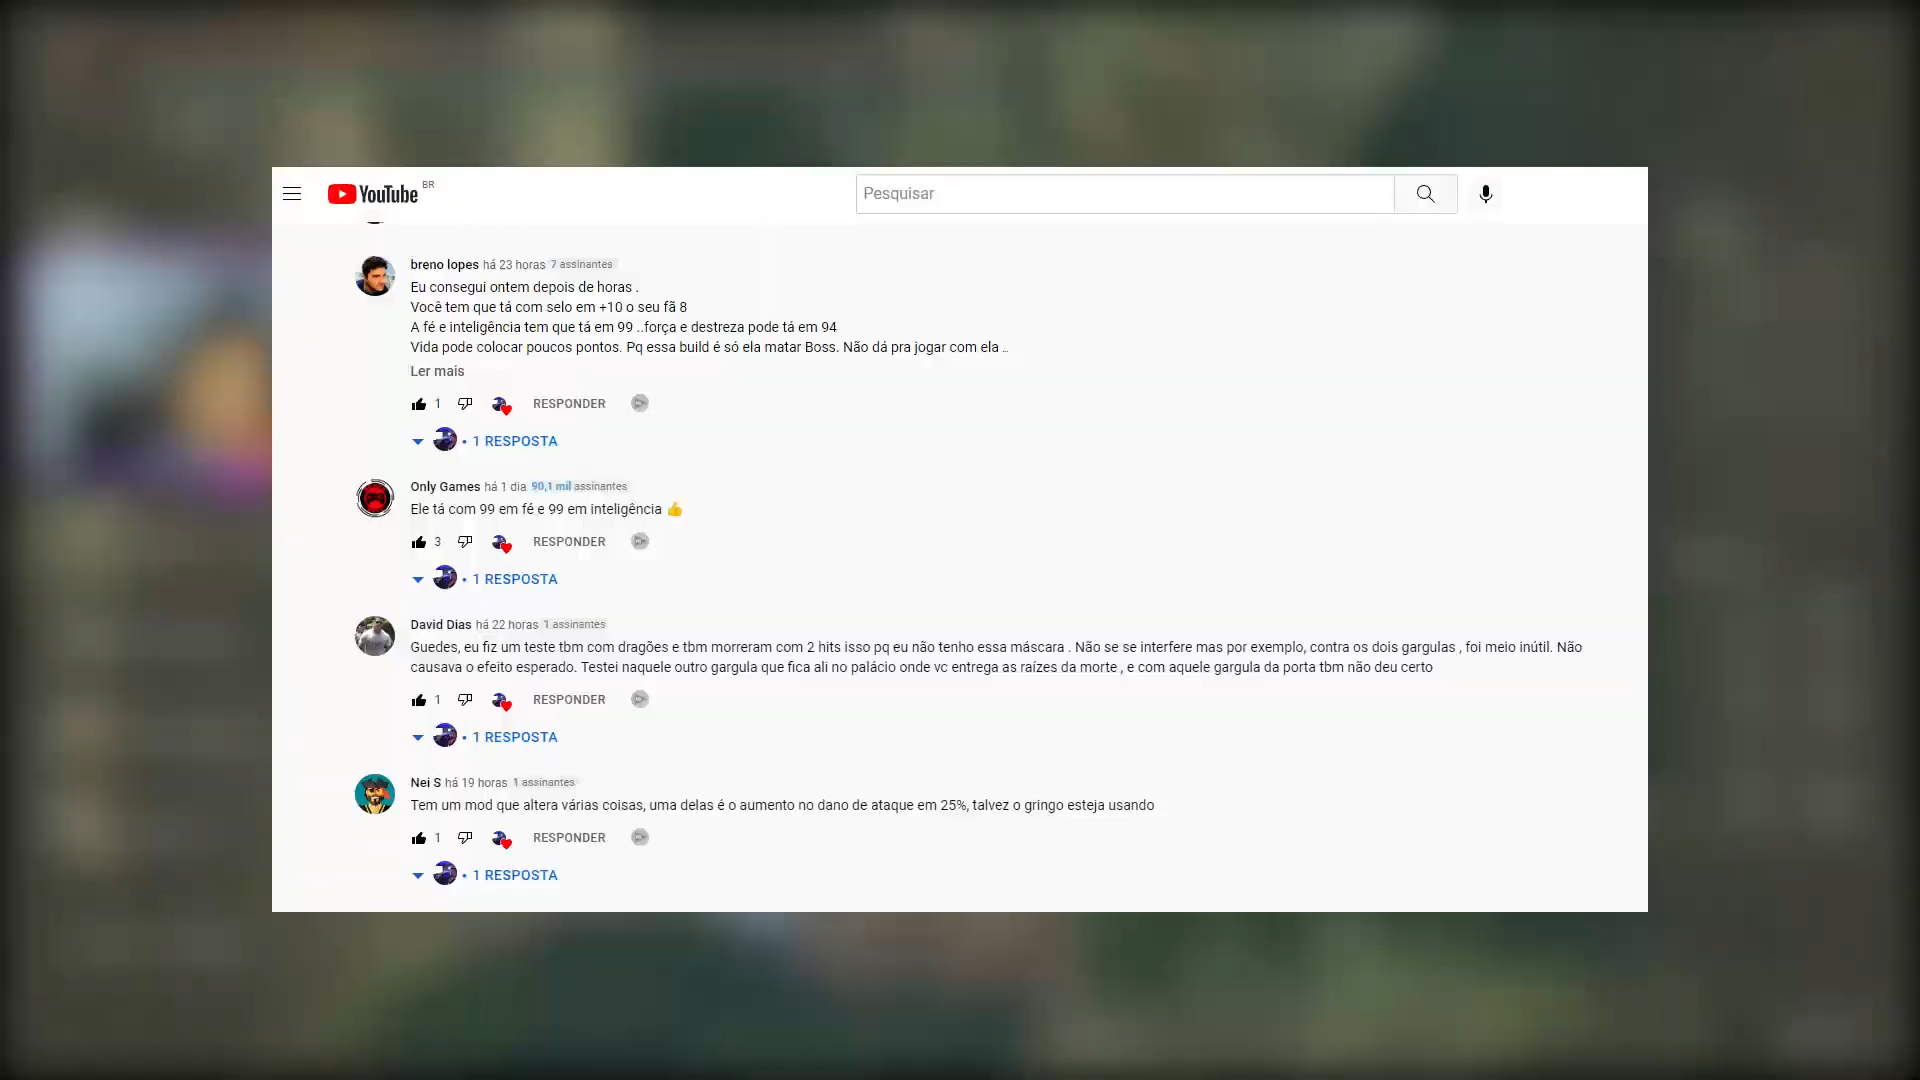 YouTube BR
Pesquisar
breno lopes há 23 horas 7 assinantes
Eu consegui ontem depois de horas .
Você tem que tá com selo em +10 o seu fã 8
A fé e inteligência tem que tá em 99 ..força e destreza pode tá em 94
Vida pode colocar poucos pontos. Pq essa build é só ela matar Boss. Não dá pra jogar com ela ..
Ler mais
1 RESPONDER
• 1 RESPOSTA
Only Games há 1 dia 90,1 mil assinantes
Ele tá com 99 em fé e 99 em inteligência 👍
3 RESPONDER
• 1 RESPOSTA
David Dias há 22 horas 1 assinantes
Guedes, eu fiz um teste tbm com dragões e tbm morreram com 2 hits isso pq eu não tenho essa máscara . Não se se interfere mas por exemplo, contra os dois gargulas , foi meio inútil. Não
causava o efeito esperado. Testei naquele outro gargula que fica ali no palácio onde vc entrega as raízes da morte , e com aquele gargula da porta tbm não deu certo
1 RESPONDER
• 1 RESPOSTA
Nei S há 19 horas 1 assinantes
Tem um mod que altera várias coisas, uma delas é o aumento no dano de ataque em 25%, talvez o gringo esteja usando
1 RESPONDER
• 1 RESPOSTA